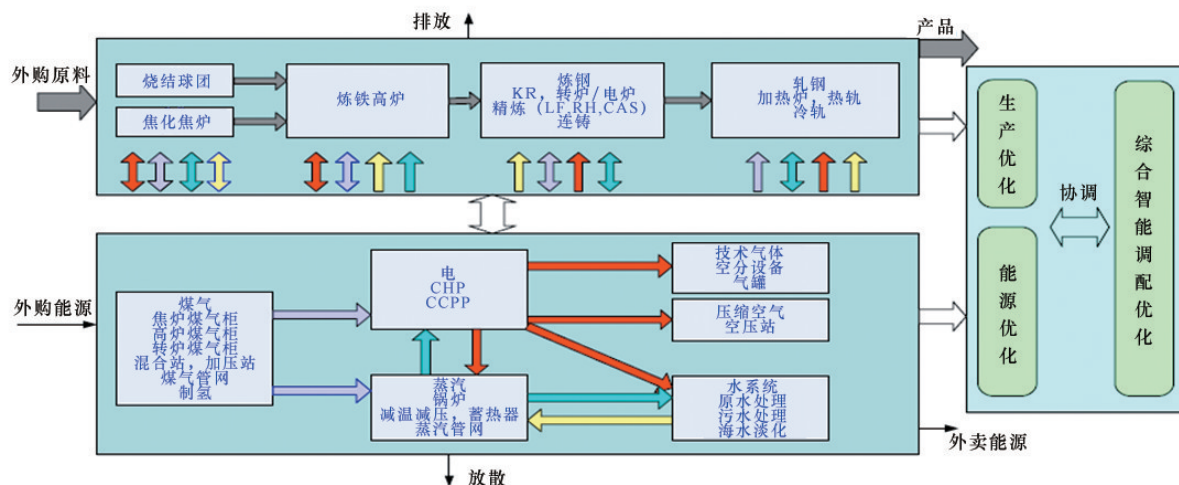 排放
产品
外购原料
烧结球团
焦化焦炉
炼铁高炉
炼钢
KR，转炉/电炉
精炼（LF,RH,CAS)
连铸
轧钢
加热炉，热轨
冷轨
生产优化
协调
综合智能调配优化
能源优化
外购能源
煤气
焦炉煤气柜
高炉煤气柜
转炉煤气柜
混合站，加压站
煤气管网
制氢
电
CHP
CCPP
蒸汽
锅炉
减温减压，蓄热器
蒸汽管网
技术气体
空分设备
气罐
压缩空气
空压站
水系统
原水处理
污水处理
海水淡化
外卖能源
放散